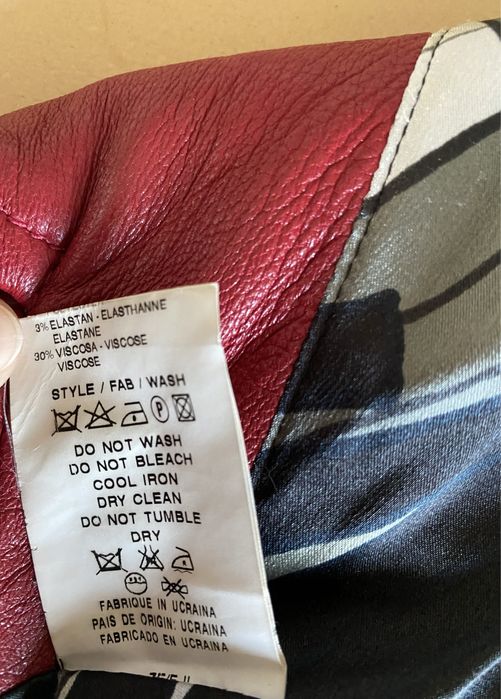 3% ELASTAN - ELASTHANNE
ELASTANE
30% VISCOSA - VISCOSE
VISCOSE
STYLE / FAB / WASH
P
DO NOT WASH
DO NOT BLEACH
COOL IRON
DRY CLEAN
DO NOT TUMBLE
DRY
FABRIQUE IN UCRAINA
PAIS DE ORIGIN: UCRAINA
FABRICADO EN UCRAINA